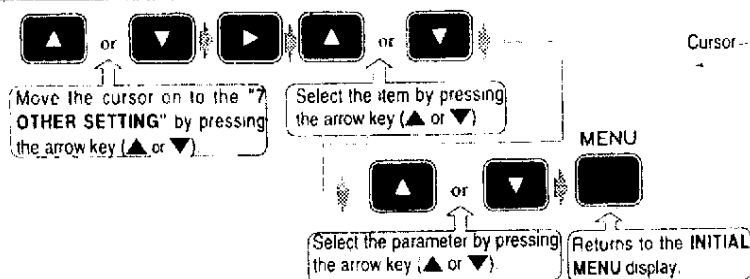 or
or
Cursor
Move the cursor on to the "7
OTHER SETTING" by pressing
the arrow key (▲ or ▼).
Select the item by pressing
the arrow key (▲ or ▼)
MENU
or
Select the parameter by pressing
the arrow key (▲ or ▼).
Returns to the INITIAL
MENU display.